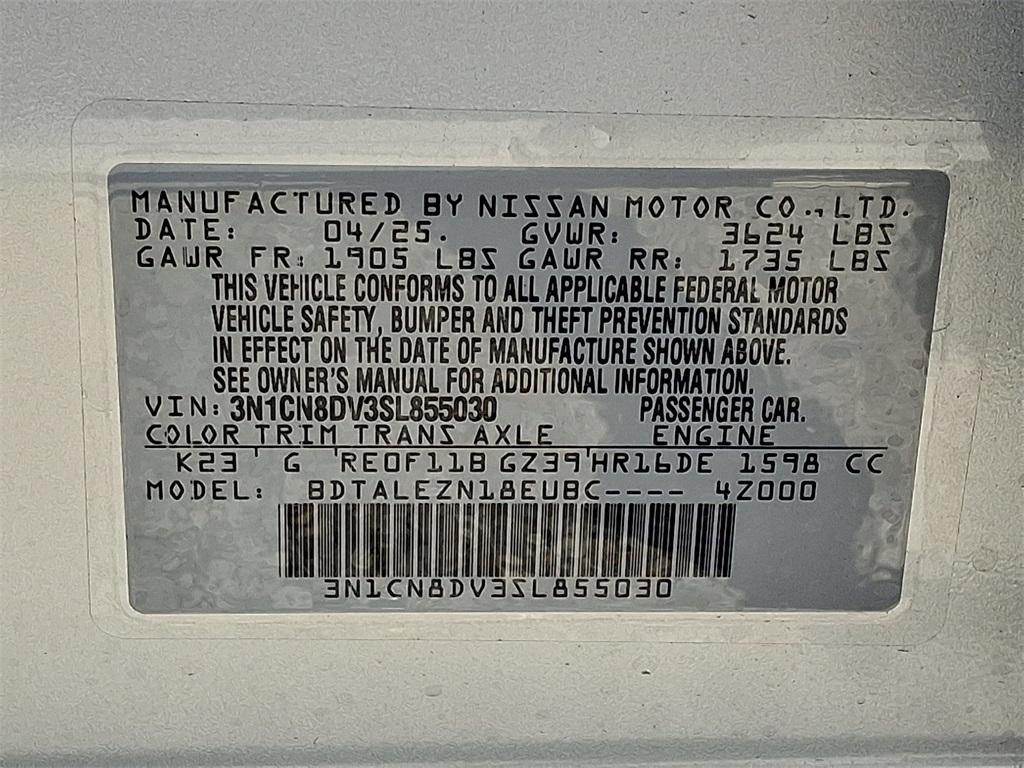 MANUFACTURED BY NISSAN MOTOR CO., LTD.
DATE: 04/25. GVWR: 3624 LBS
GAWR FR: 1905 LBS GAWR RR: 1735 LBS
THIS VEHICLE CONFORMS TO ALL APPLICABLE FEDERAL MOTOR
VEHICLE SAFETY, BUMPER AND THEFT PREVENTION STANDARDS
IN EFFECT ON THE DATE OF MANUFACTURE SHOWN ABOVE.
SEE OWNER'S MANUAL FOR ADDITIONAL INFORMATION.
VIN: 3N1CN8DV3SL855030 PASSENGER CAR.
COLOR TRIM TRANS AXLE ENGINE
K23 ' G 'RE0F11B GZ39'HR16DE 1598 CC
MODEL: BDTALEZN18EUBC---- 4Z000
3N1CN8DV3SL855030